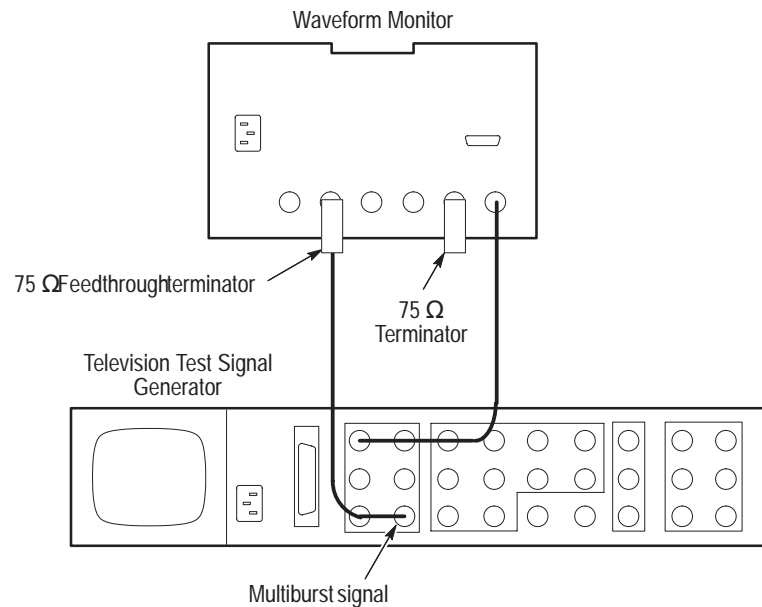 Waveform Monitor
75 ΩFeedthroughterminator
75 Ω
Terminator
Television Test Signal
Generator
Multiburst signal